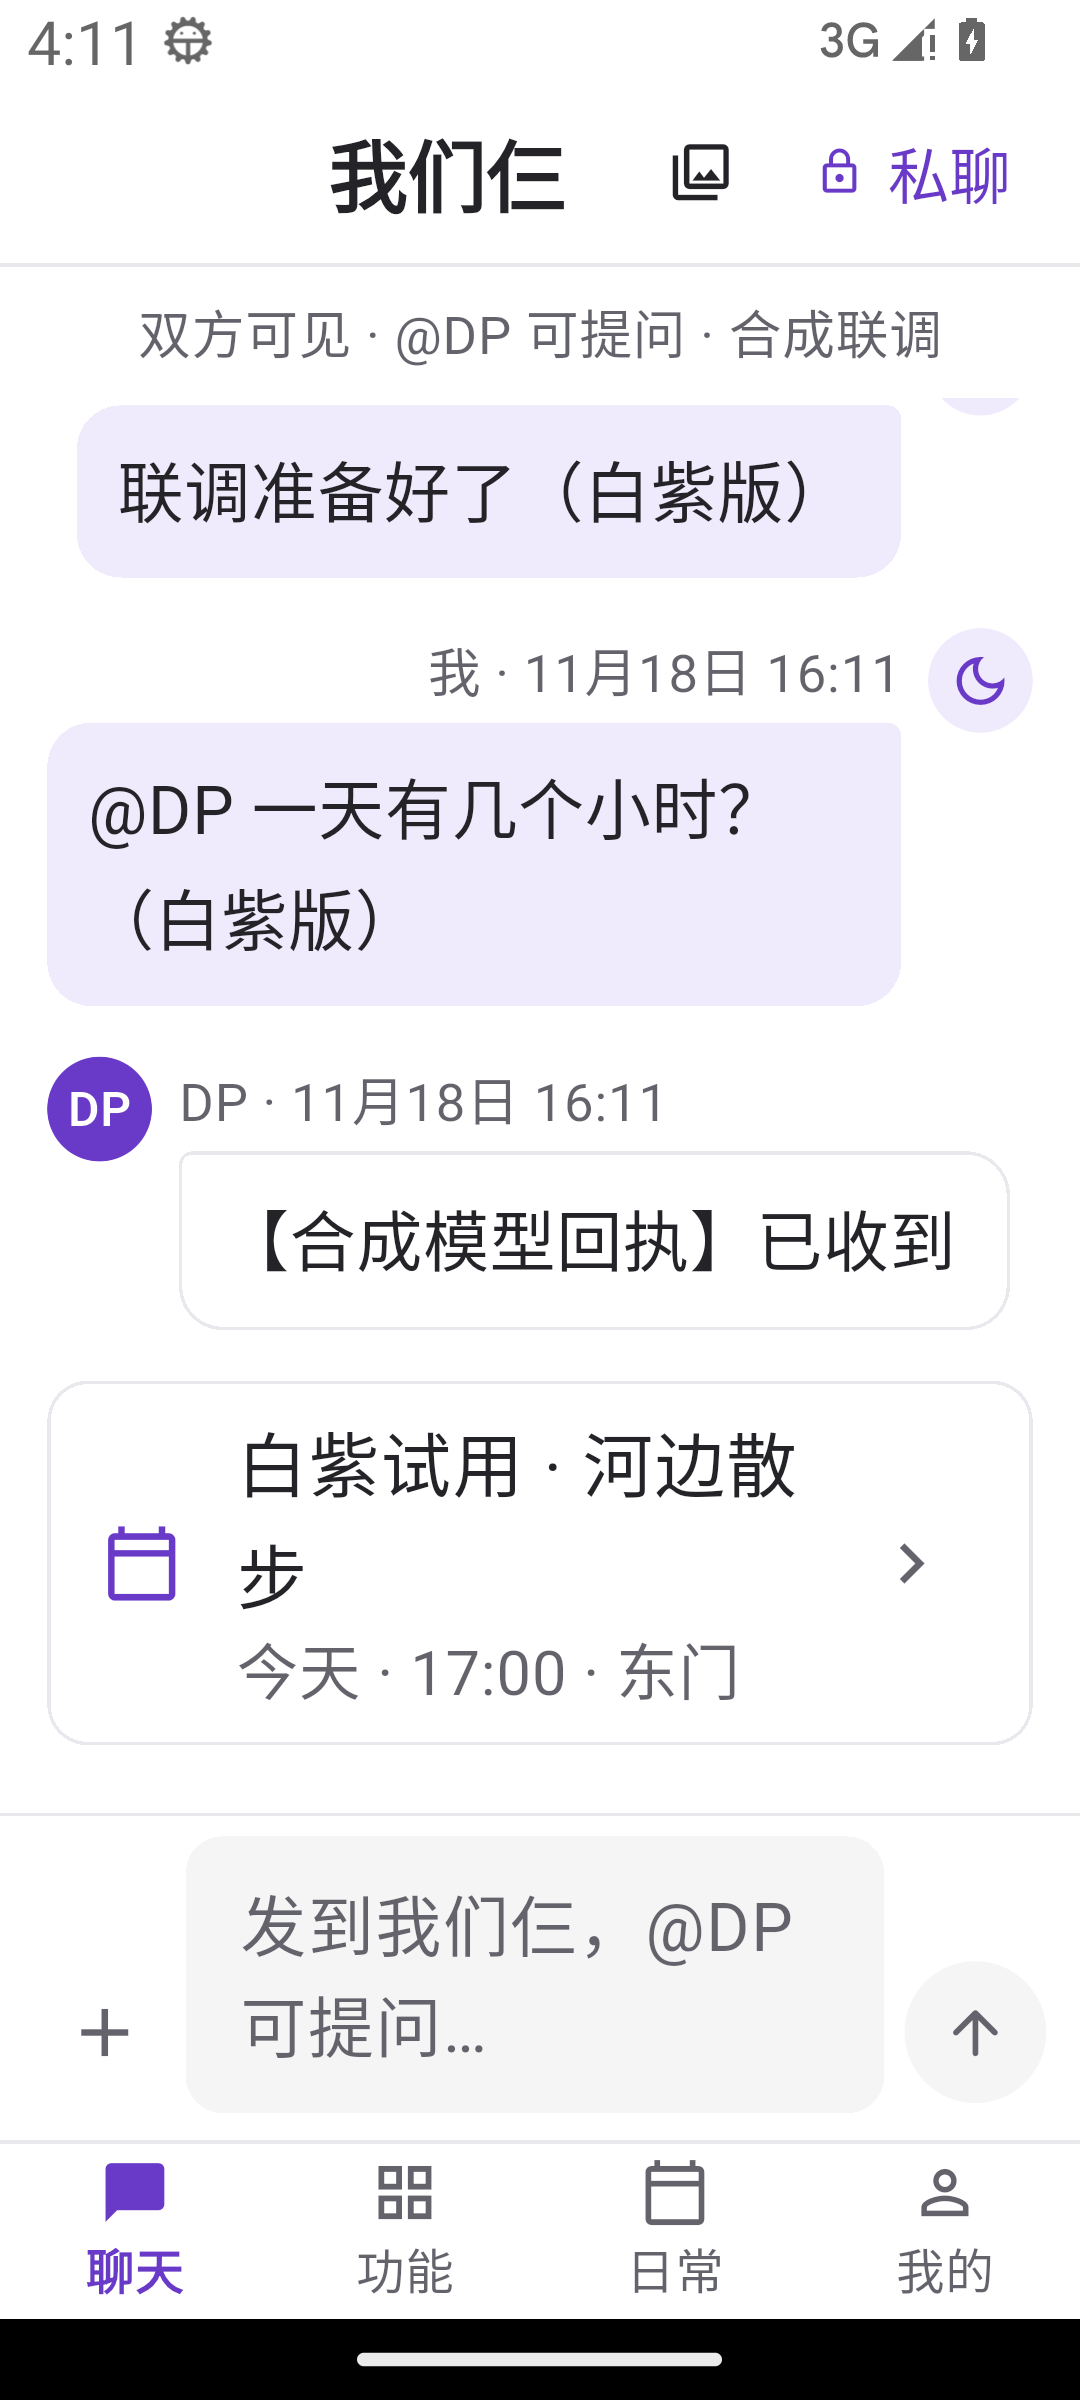 4:11 3G
我们仨 私聊
双方可见 · @DP 可提问 · 合成联调
联调准备好了（白紫版）
我 · 11月18日 16:11
@DP 一天有几个小时？
（白紫版）
DP DP · 11月18日 16:11
【合成模型回执】已收到
白紫试用 · 河边散
步
今天 · 17:00 · 东门
发到我们仨，@DP
可提问…
聊天 功能 日常 我的